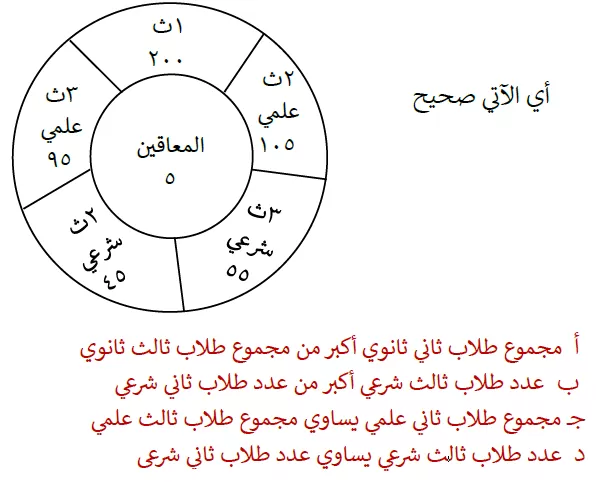 ١ث
٢٠٠
٢ث
علمي
١٠٥
٣ث
علمي
٩٥
المعاقين
٥
٣ث
شرعي
٥٥
٢ث
شرعي
٤٥
أي الآتي صحيح
أ مجموع طلاب ثاني ثانوي أكبر من مجموع طلاب ثالث ثانوي
ب عدد طلاب ثالث شرعي أكبر من عدد طلاب ثاني شرعي
جـ مجموع طلاب ثاني علمي يساوي مجموع طلاب ثالث علمي
د عدد طلاب ثالث شرعي يساوي عدد طلاب ثاني شرعى